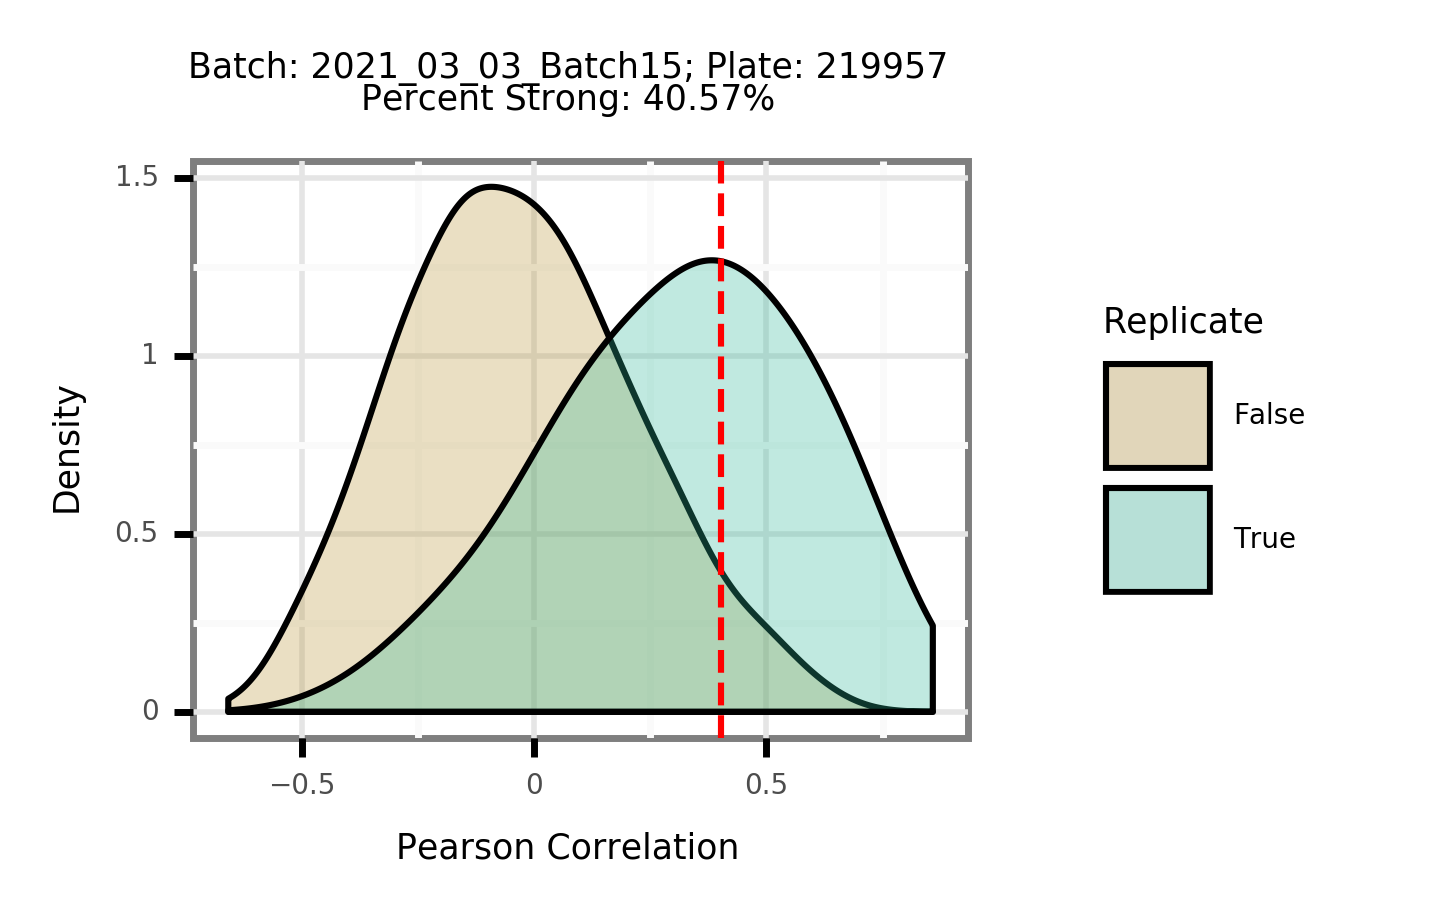 Batch: 2021_03_03_Batch15; Plate: 219957
Percent Strong: 40.57%
1.5
1
0.5
0
Density
−0.5
0
0.5
Pearson Correlation
Replicate
False
True